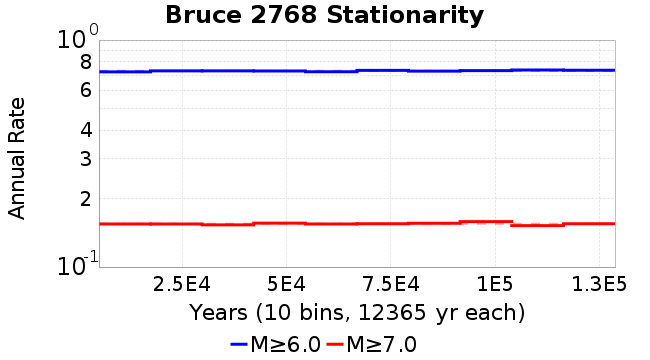 Bruce 2768 Stationarity
Annual Rate
10^0
8
6
4
3
2
10^-1
2.5E4 5E4 7.5E4 1E5 1.3E5
Years (10 bins, 12365 yr each)
M≥6.0 M≥7.0